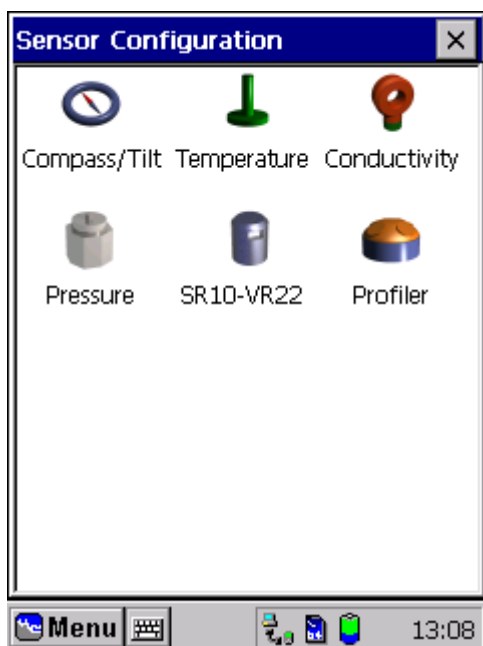 Sensor Configuration
Compass/Tilt Temperature Conductivity
Pressure SR10-VR22 Profiler
Menu 13:08